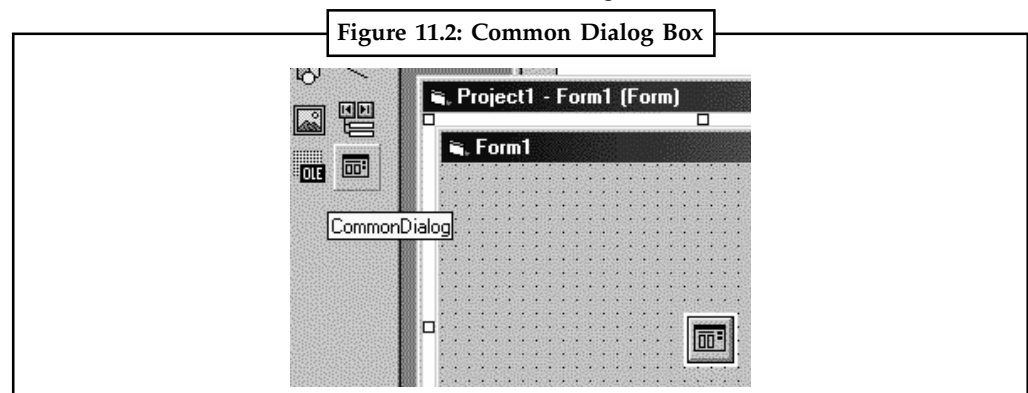 Figure 11.2: Common Dialog Box
Project1 - Form1 (Form)
Form1
OLE
CommonDialog